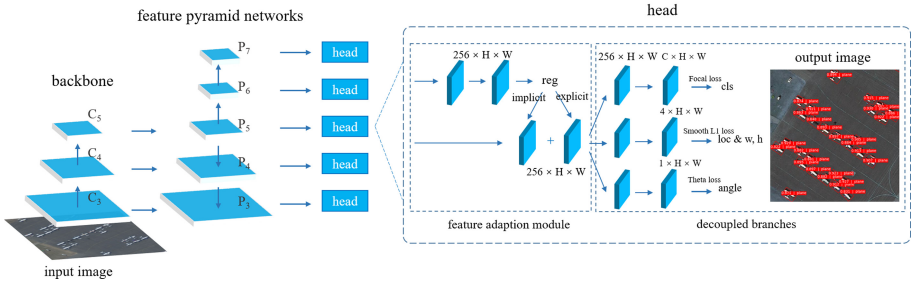 feature pyramid networks
head
P7
head
P6
head
P5
head
P4
head
P3
head
backbone
C5
C4
C3
input image
256 × H × W
reg
implicit
explicit
+
256 × H × W
feature adaption module
256 × H × W
C × H × W
Focal loss
cls
4 × H × W
Smooth L1 loss
loc & w, h
1 × H × W
Theta loss
angle
decoupled branches
output image